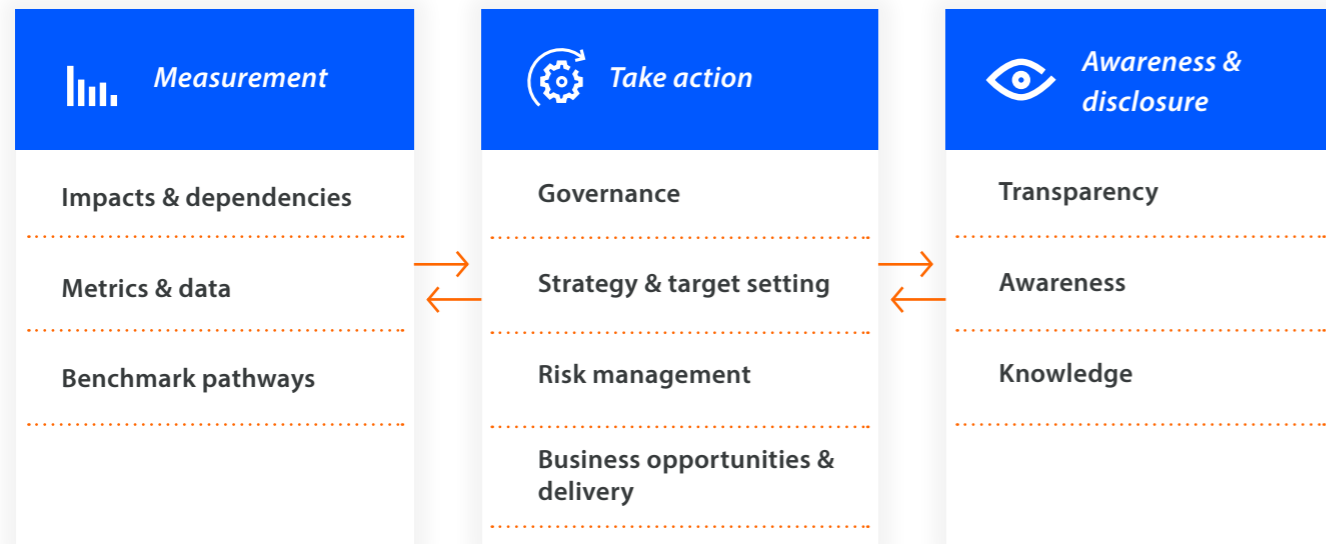 Measurement
Impacts & dependencies
Metrics & data
Benchmark pathways
Take action
Governance
Strategy & target setting
Risk management
Business opportunities &
delivery
Awareness &
disclosure
Transparency
Awareness
Knowledge